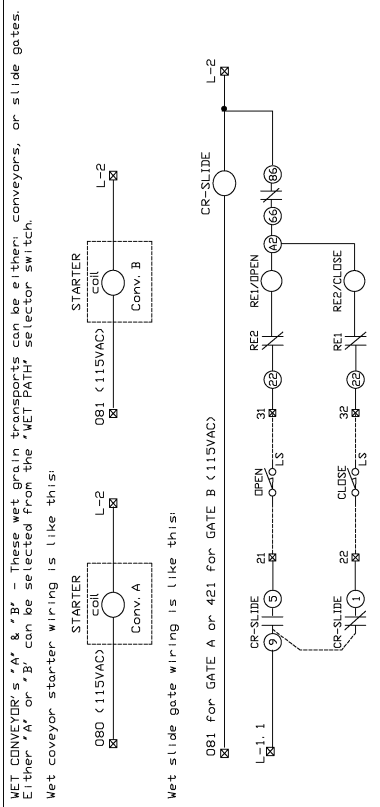 WET CONVEYOR's "A" & "B" - These wet grain transports can be either: conveyors, or slide gates.
Either "A" or "B' can be selected from the "WET PATH" selector switch.
Wet coveyor starter wiring is like this:
STARTER
coil
080 (115VAC)
L-2
Conv. A
STARTER
coil
081 (115VAC)
L-2
Conv. B
Wet slide gate wiring is like this:
081 for GATE A or 421 for GATE B (115VAC)
CR-SLIDE
L-2
L-1. 1
CR-SLIDE
9
5
21
OPEN
LS
31
22
RE2
RE1/OPEN
A2
66
86
CR-SLIDE
1
22
CLOSE
LS
32
22
RE1
RE2/CLOSE